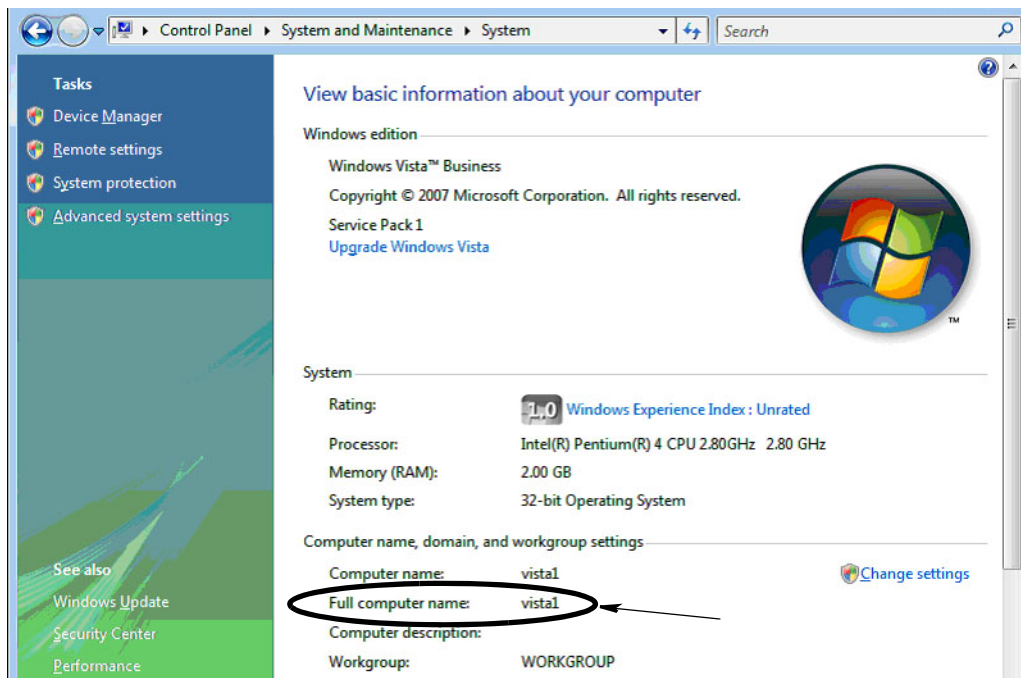 Control Panel System and Maintenance System Search
Tasks
Device Manager
Remote settings
System protection
Advanced system settings
See also
Windows Update
Security Center
Performance
View basic information about your computer
Windows edition
Windows Vista™ Business
Copyright © 2007 Microsoft Corporation. All rights reserved.
Service Pack 1
Upgrade Windows Vista
TM
System
Rating: 1,0 Windows Experience Index : Unrated
Processor: Intel(R) Pentium(R) 4 CPU 2.80GHz 2.80 GHz
Memory (RAM): 2.00 GB
System type: 32-bit Operating System
Computer name, domain, and workgroup settings
Computer name: vista1 Change settings
Full computer name: vista1
Computer description:
Workgroup: WORKGROUP